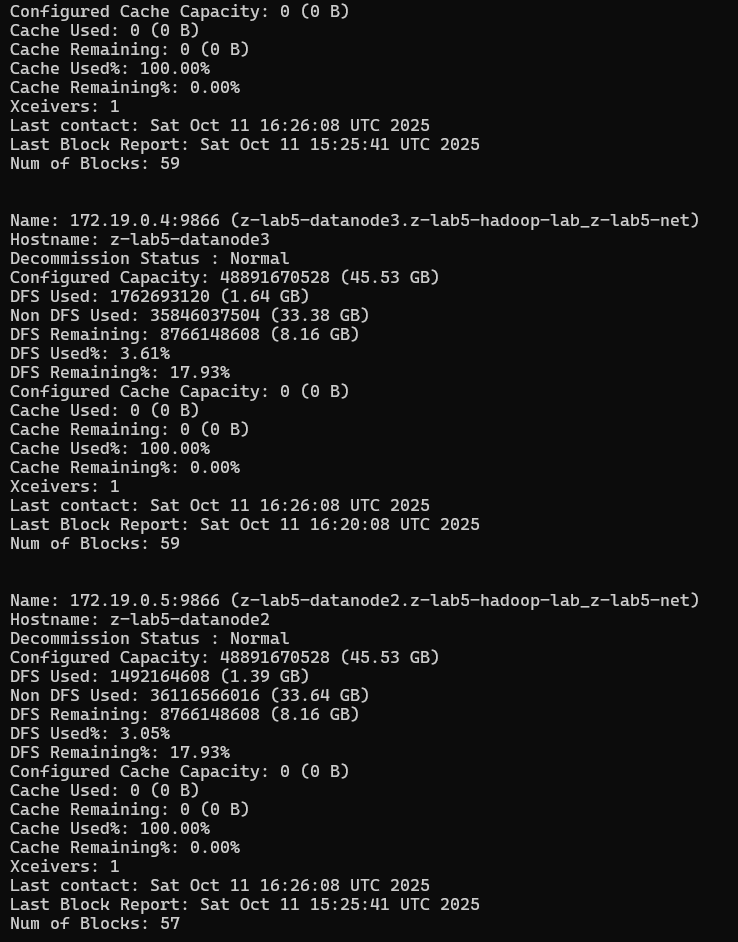 Configured Cache Capacity: 0 (0 B)
Cache Used: 0 (0 B)
Cache Remaining: 0 (0 B)
Cache Used%: 100.00%
Cache Remaining%: 0.00%
Xceivers: 1
Last contact: Sat Oct 11 16:26:08 UTC 2025
Last Block Report: Sat Oct 11 15:25:41 UTC 2025
Num of Blocks: 59
Name: 172.19.0.4:9866 (z-lab5-datanode3.z-lab5-hadoop-lab_z-lab5-net)
Hostname: z-lab5-datanode3
Decommission Status : Normal
Configured Capacity: 48891670528 (45.53 GB)
DFS Used: 1762693120 (1.64 GB)
Non DFS Used: 35846037504 (33.38 GB)
DFS Remaining: 8766148608 (8.16 GB)
DFS Used%: 3.61%
DFS Remaining%: 17.93%
Configured Cache Capacity: 0 (0 B)
Cache Used: 0 (0 B)
Cache Remaining: 0 (0 B)
Cache Used%: 100.00%
Cache Remaining%: 0.00%
Xceivers: 1
Last contact: Sat Oct 11 16:26:08 UTC 2025
Last Block Report: Sat Oct 11 16:20:08 UTC 2025
Num of Blocks: 59
Name: 172.19.0.5:9866 (z-lab5-datanode2.z-lab5-hadoop-lab_z-lab5-net)
Hostname: z-lab5-datanode2
Decommission Status : Normal
Configured Capacity: 48891670528 (45.53 GB)
DFS Used: 1492164608 (1.39 GB)
Non DFS Used: 36116566016 (33.64 GB)
DFS Remaining: 8766148608 (8.16 GB)
DFS Used%: 3.05%
DFS Remaining%: 17.93%
Configured Cache Capacity: 0 (0 B)
Cache Used: 0 (0 B)
Cache Remaining: 0 (0 B)
Cache Used%: 100.00%
Cache Remaining%: 0.00%
Xceivers: 1
Last contact: Sat Oct 11 16:26:08 UTC 2025
Last Block Report: Sat Oct 11 15:25:41 UTC 2025
Num of Blocks: 57